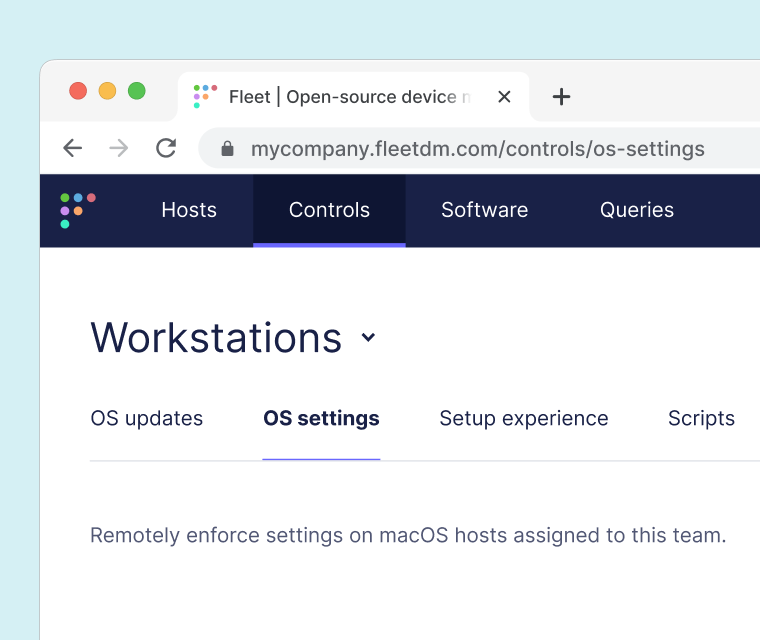 Fleet | Open-source device
mycompany.fleetdm.com/controls/os-settings
Hosts Controls Software Queries
Workstations
OS updates OS settings Setup experience Scripts
Remotely enforce settings on macOS hosts assigned to this team.